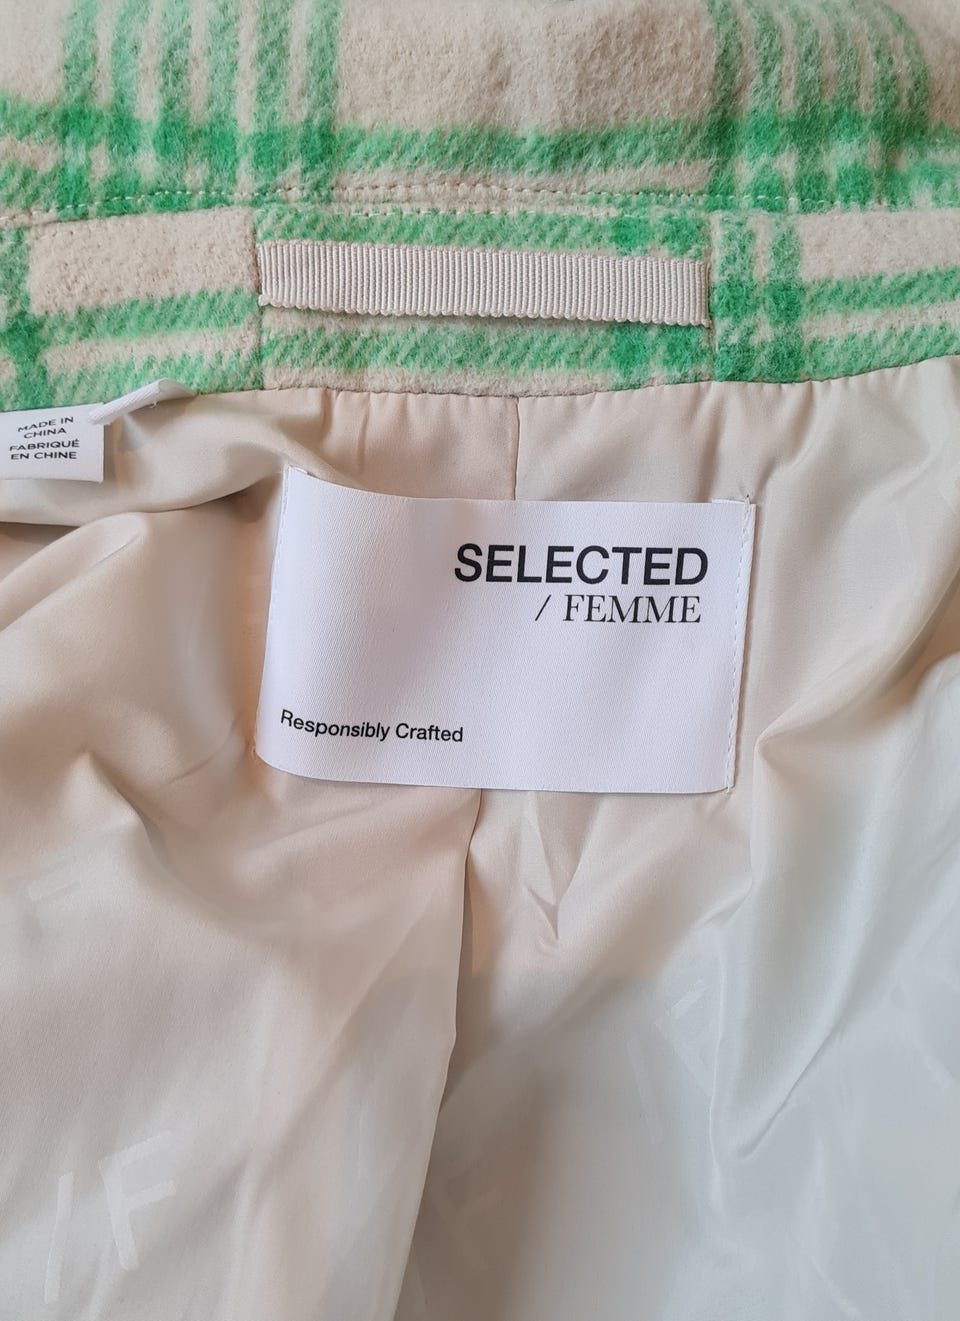 MADE IN
CHINA
FABRIQUÉ
EN CHINE
SELECTED
/ FEMME
Responsibly Crafted
/F